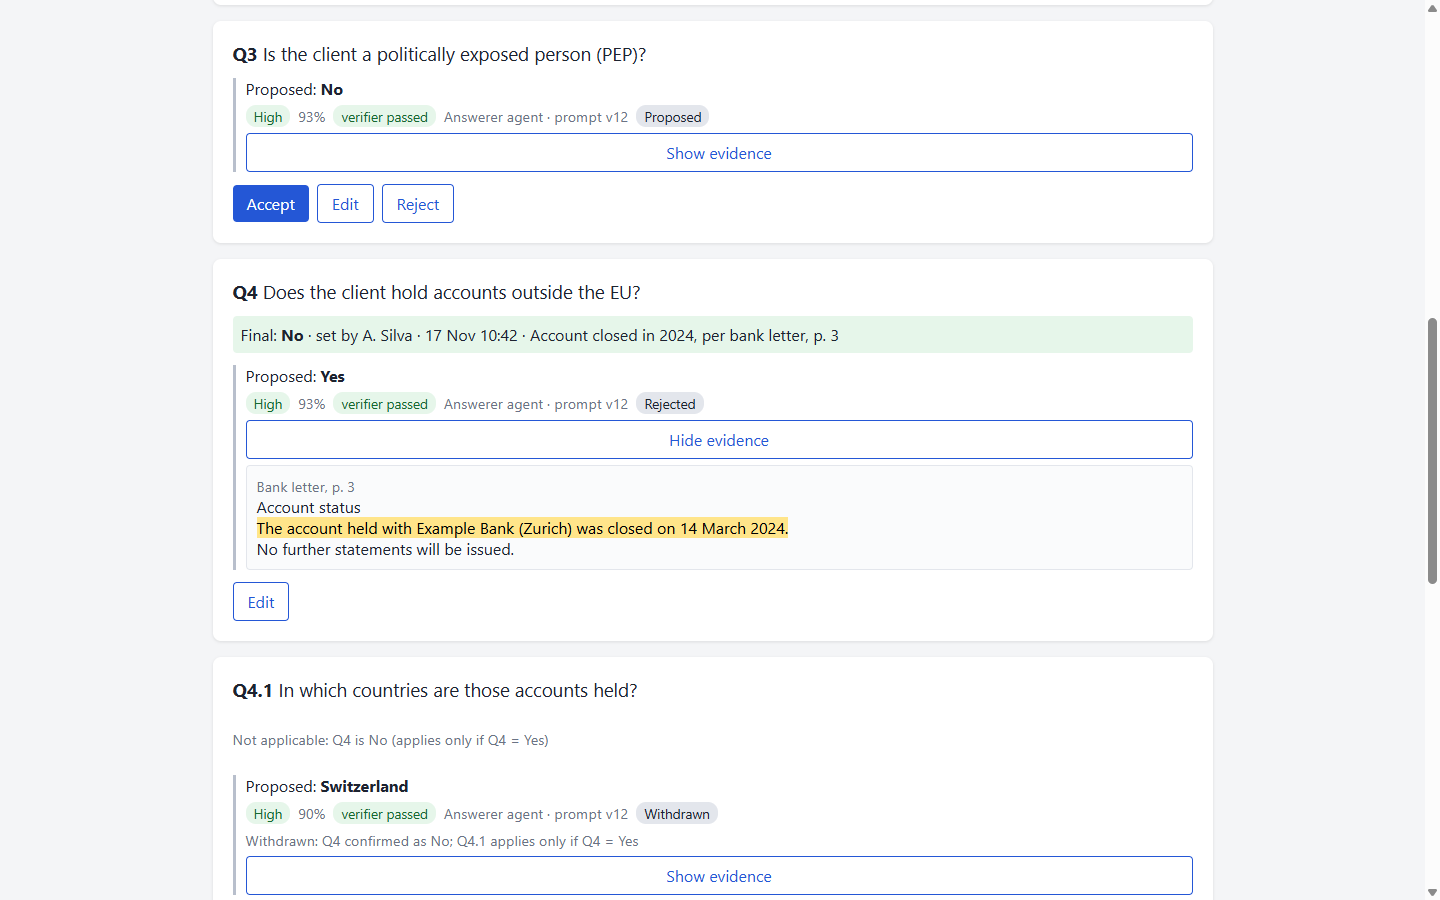 Q3 Is the client a politically exposed person (PEP)?
Proposed: No
High 93% verifier passed Answerer agent · prompt v12 Proposed
Show evidence
Accept Edit Reject
Q4 Does the client hold accounts outside the EU?
Final: No · set by A. Silva · 17 Nov 10:42 · Account closed in 2024, per bank letter, p. 3
Proposed: Yes
High 93% verifier passed Answerer agent · prompt v12 Rejected
Hide evidence
Bank letter, p. 3
Account status
The account held with Example Bank (Zurich) was closed on 14 March 2024.
No further statements will be issued.
Edit
Q4.1 In which countries are those accounts held?
Not applicable: Q4 is No (applies only if Q4 = Yes)
Proposed: Switzerland
High 90% verifier passed Answerer agent · prompt v12 Withdrawn
Withdrawn: Q4 confirmed as No; Q4.1 applies only if Q4 = Yes
Show evidence